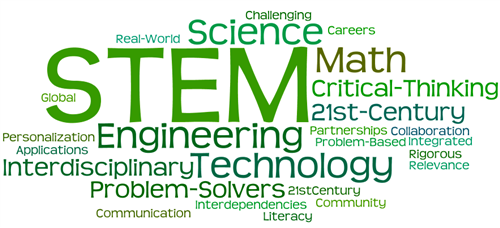 Challenging
Real-World Science Careers
STEM Math
Global Critical-Thinking
21st-Century
Personalization Engineering Partnerships Collaboration
Applications Problem-Based Integrated
Interdisciplinary Technology Rigorous
Relevance
Problem-Solvers 21stCentury
Interdependencies Community
Communication Literacy